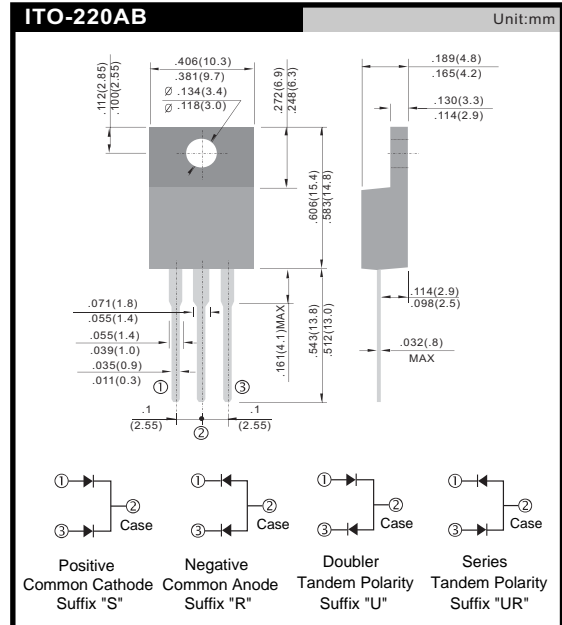 ITO-220AB
Unit:mm
.112(2.85)
.100(2.55)
.406(10.3)
.381(9.7)
Ø .134(3.4)
Ø .118(3.0)
.272(6.9)
.248(6.3)
.189(4.8)
.165(4.2)
.130(3.3)
.114(2.9)
.606(15.4)
.583(14.8)
.071(1.8)
.055(1.4)
.055(1.4)
.039(1.0)
.035(0.9)
.011(0.3)
.161(4.1)MAX
.543(13.8)
.512(13.0)
.114(2.9)
.098(2.5)
.032(.8)
MAX
① ③
.1
(2.55)
②
.1
(2.55)
① ② ③ Case
① ② ③ Case
① ② ③ Case
① ② ③ Case
Positive
Common Cathode
Suffix "S"
Negative
Common Anode
Suffix "R"
Doubler
Tandem Polarity
Suffix "U"
Series
Tandem Polarity
Suffix "UR"